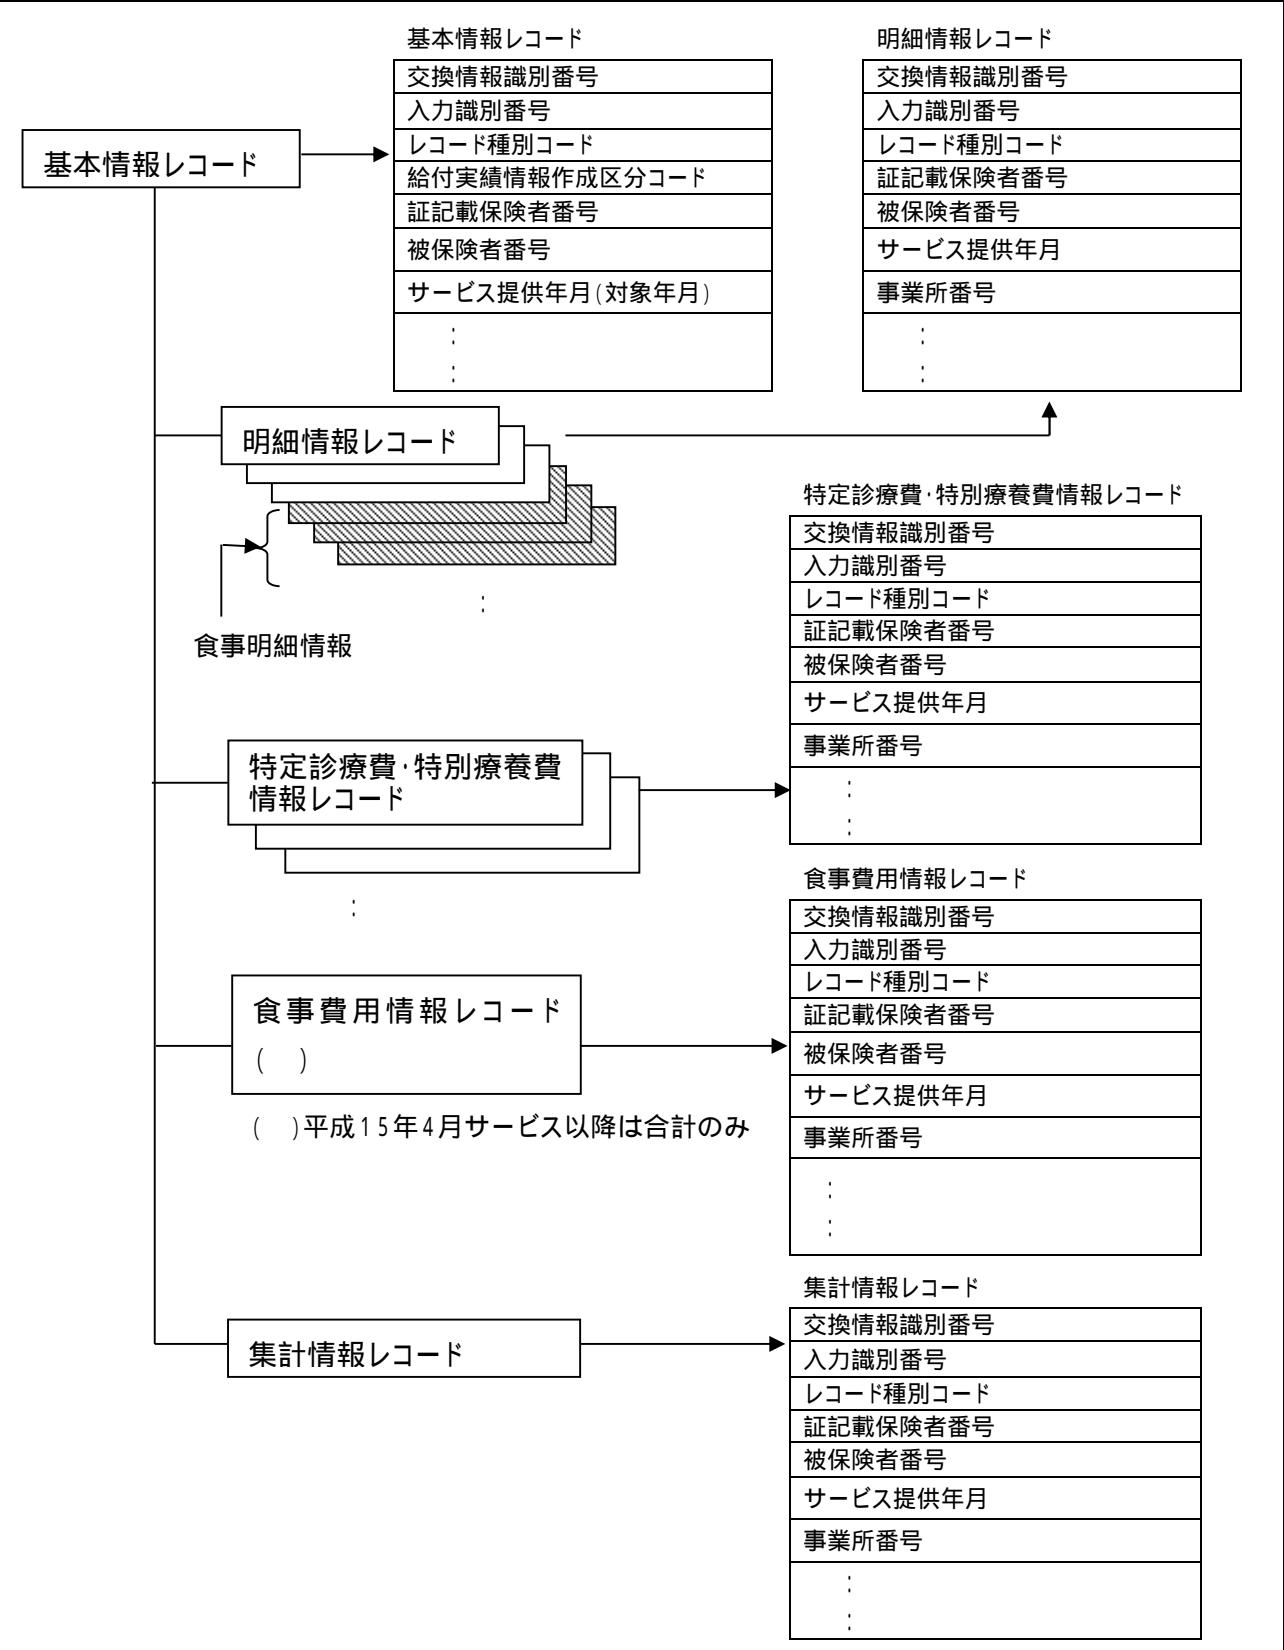 基本情報レコード
基本情報レコード
交換情報識別番号
入力識別番号
レコード種別コード
給付実績情報作成区分コード
証記載保険者番号
被保険者番号
サービス提供年月(対象年月)
:
:
明細情報レコード
交換情報識別番号
入力識別番号
レコード種別コード
証記載保険者番号
被保険者番号
サービス提供年月
事業所番号
:
:
明細情報レコード
:
食事明細情報
特定診療費・特別療養費情報レコード
交換情報識別番号
入力識別番号
レコード種別コード
証記載保険者番号
被保険者番号
サービス提供年月
事業所番号
:
:
特定診療費・特別療養費
情報レコード
:
食事費用情報レコード
交換情報識別番号
入力識別番号
レコード種別コード
証記載保険者番号
被保険者番号
サービス提供年月
事業所番号
:
:
食事費用情報レコード
(　)
(　)平成15年4月サービス以降は合計のみ
集計情報レコード
集計情報レコード
交換情報識別番号
入力識別番号
レコード種別コード
証記載保険者番号
被保険者番号
サービス提供年月
事業所番号
:
: